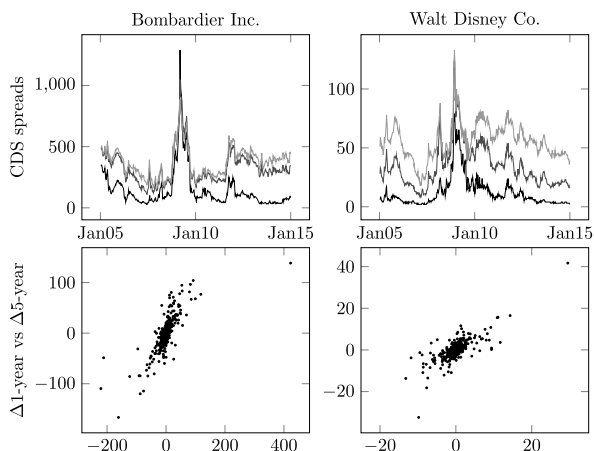 Bombardier Inc.
Walt Disney Co.
CDS spreads
1,000
500
0
100
50
0
Jan05
Jan10
Jan15
Jan05
Jan10
Jan15
Δ1-year vs Δ5-year
100
0
−100
40
20
0
−20
−200
0
200
400
−20
0
20